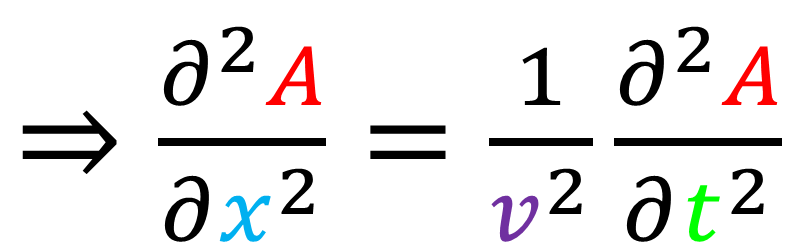 ⇒ ∂²A/∂x² = 1/v² ∂²A/∂t²